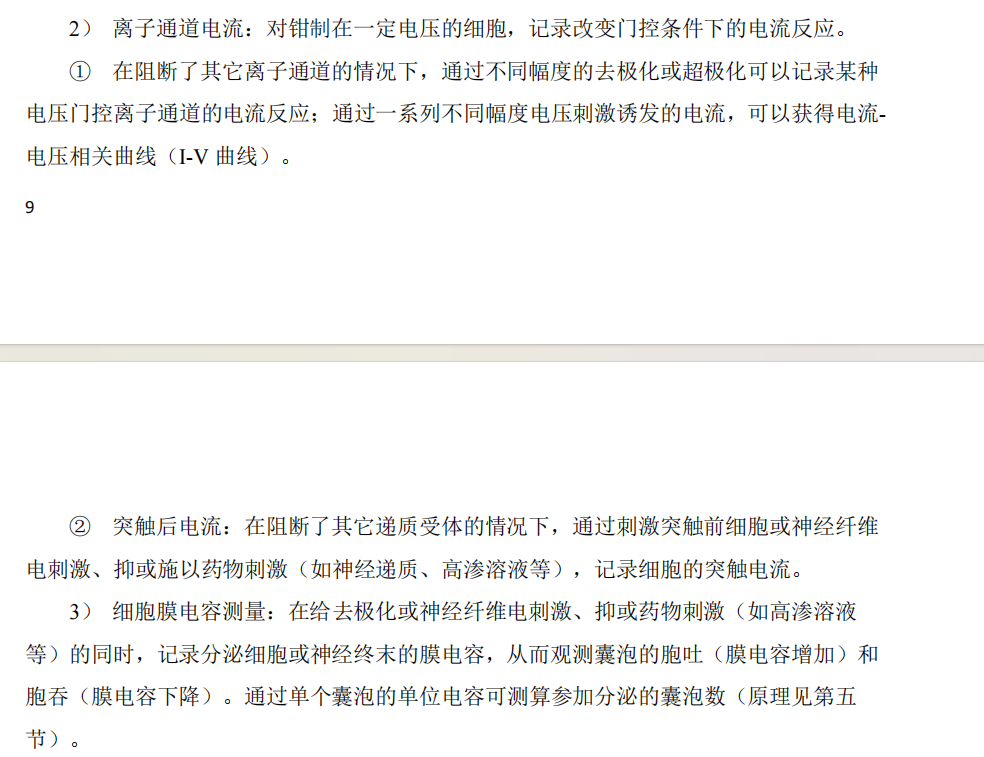 2） 离子通道电流：对钳制在一定电压的细胞，记录改变门控条件下的电流反应。
① 在阻断了其它离子通道的情况下，通过不同幅度的去极化或超极化可以记录某种
电压门控离子通道的电流反应；通过一系列不同幅度电压刺激诱发的电流，可以获得电流-
电压相关曲线（I-V 曲线）。
9
② 突触后电流：在阻断了其它递质受体的情况下，通过刺激突触前细胞或神经纤维
电刺激、抑或施以药物刺激（如神经递质、高渗溶液等），记录细胞的突触电流。
3） 细胞膜电容测量：在给去极化或神经纤维电刺激、抑或药物刺激（如高渗溶液
等）的同时，记录分泌细胞或神经终末的膜电容，从而观测囊泡的胞吐（膜电容增加）和
胞吞（膜电容下降）。通过单个囊泡的单位电容可测算参加分泌的囊泡数（原理见第五
节）。